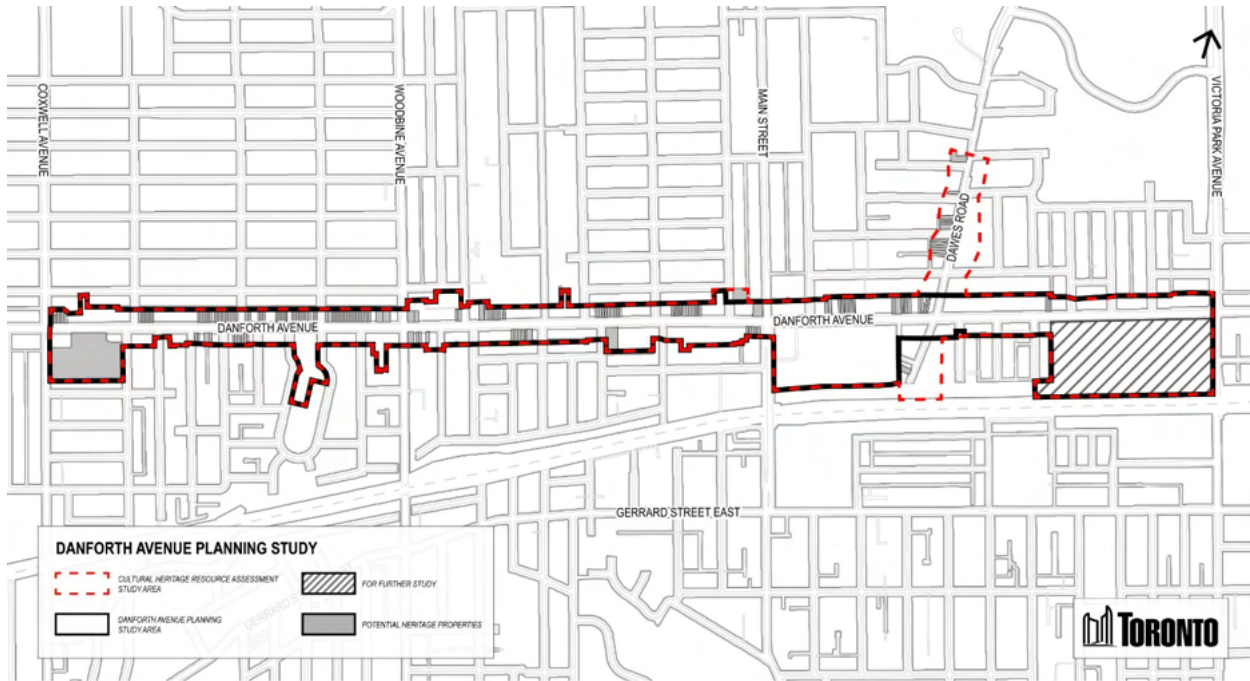 COXWELL AVENUE
WOODBINE AVENUE
MAIN STREET
VICTORIA PARK AVENUE
DAWES ROAD
DANFORTH AVENUE
DANFORTH AVENUE
GERRARD STREET EAST
DANFORTH AVENUE PLANNING STUDY
CULTURAL HERITAGE RESOURCE ASSESSMENT
STUDY AREA
FOR FURTHER STUDY
DANFORTH AVENUE PLANNING
STUDY AREA
POTENTIAL HERITAGE PROPERTIES
GERRARD S
TORONTO